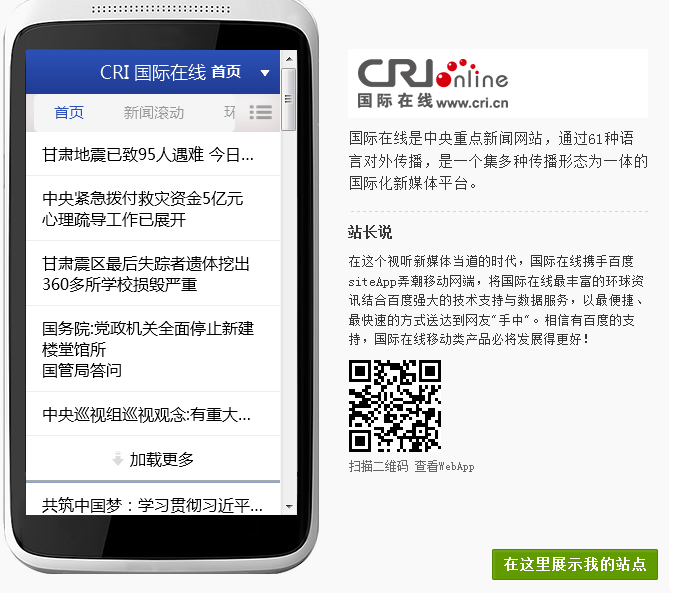 CRI 国际在线 首页
首页 新闻滚动 环
甘肃地震已致95人遇难 今日...
中央紧急拨付救灾资金5亿元
心理疏导工作已展开
甘肃震区最后失踪者遗体挖出
360多所学校损毁严重
国务院:党政机关全面停止新建
楼堂馆所
国管局答问
中央巡视组巡视观念:有重大...
加载更多
共筑中国梦：学习贯彻习近平...
CRI online
国际在线 www.cri.cn
国际在线是中央重点新闻网站，通过61种语
言对外传播，是一个集多种传播形态为一体的
国际化新媒体平台。
站长说
在这个视听新媒体当道的时代，国际在线携手百度
siteApp弄潮移动网端，将国际在线最丰富的环球资
讯结合百度强大的技术支持与数据服务，以最便捷、
最快速的方式送达到网友"手中"。相信有百度的支
持，国际在线移动类产品必将发展得更好！
扫描二维码 查看WebApp
在这里展示我的站点